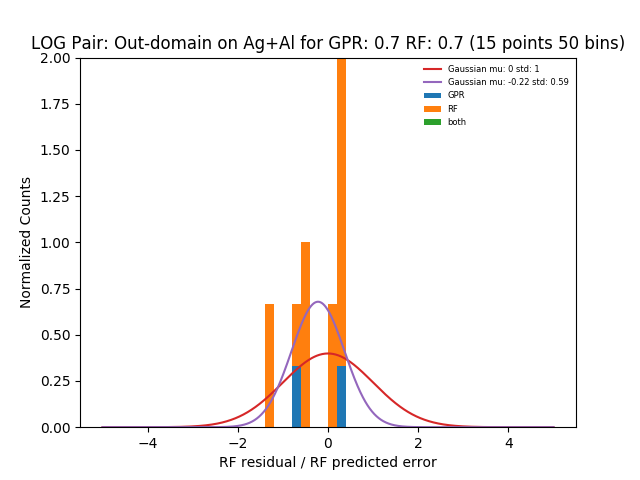 LOG Pair: Out-domain on Ag+Al for GPR: 0.7 RF: 0.7 (15 points 50 bins)
Gaussian mu: 0 std: 1
Gaussian mu: -0.22 std: 0.59
GPR
RF
both
Normalized Counts
2.00
1.75
1.50
1.25
1.00
0.75
0.50
0.25
0.00
−4 −2 0 2 4
RF residual / RF predicted error